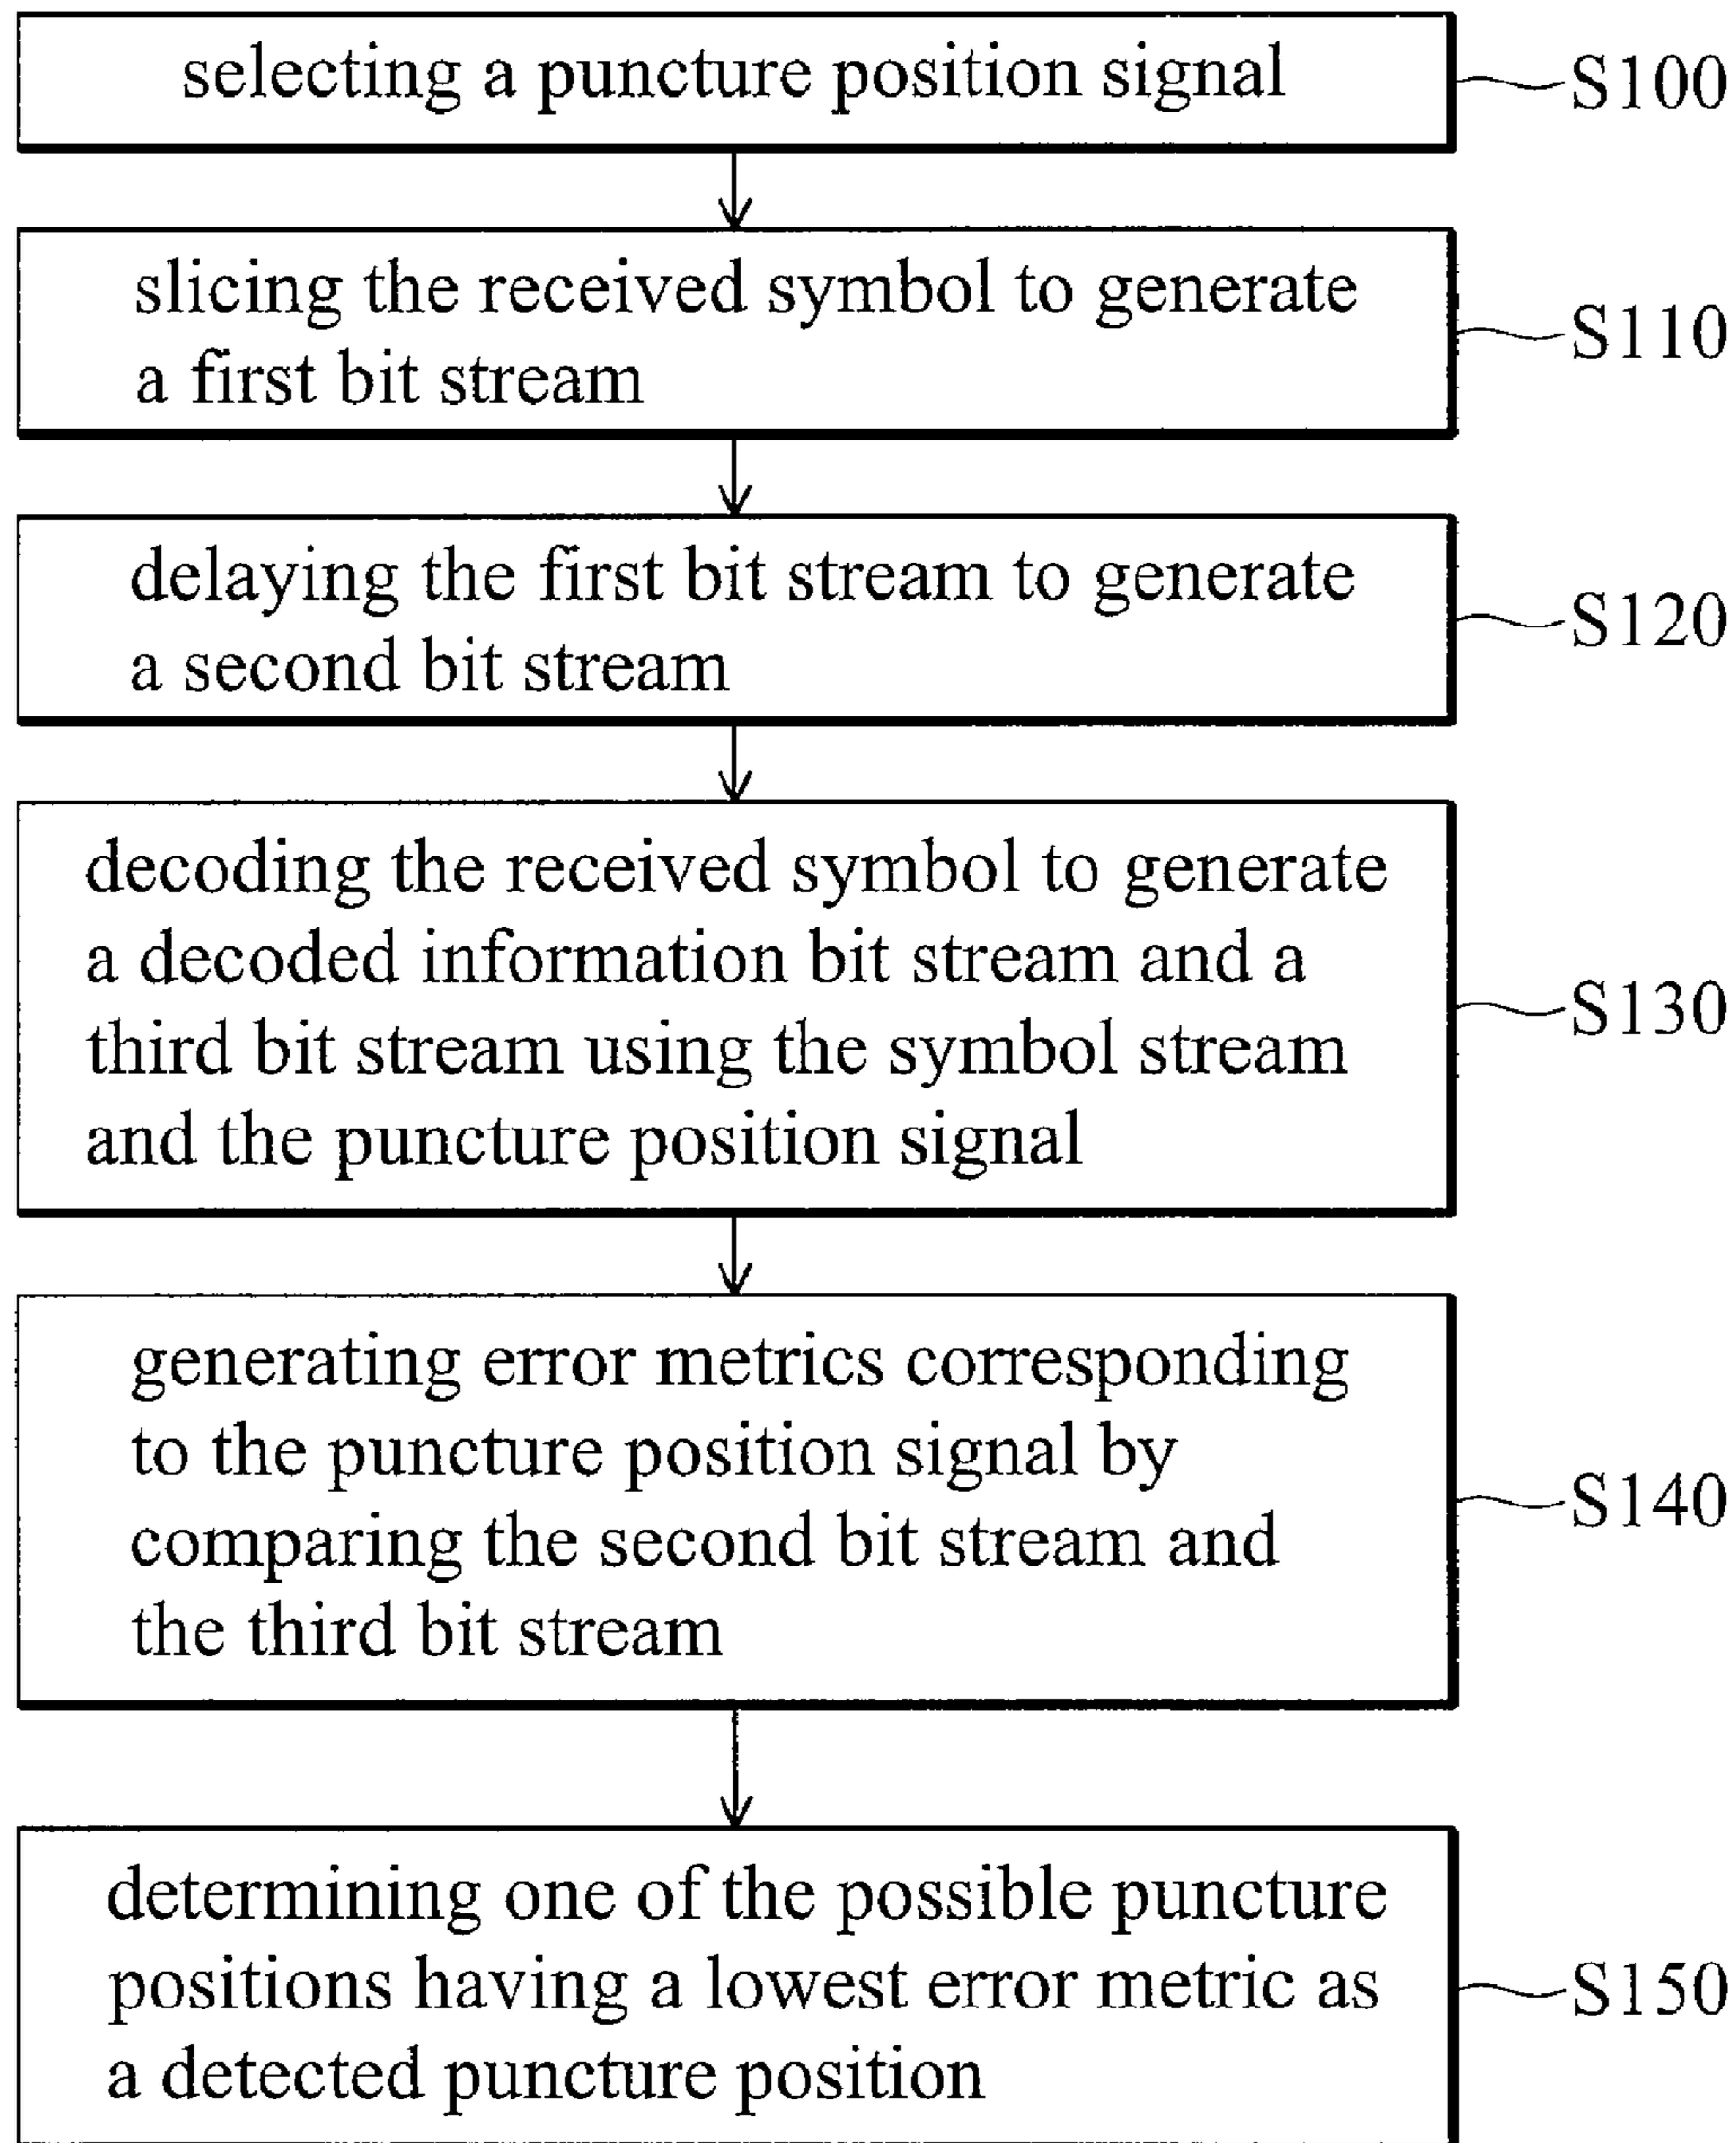 selecting a puncture position signal
S100
slicing the received symbol to generate
a first bit stream
S110
delaying the first bit stream to generate
a second bit stream
S120
decoding the received symbol to generate
a decoded information bit stream and a
third bit stream using the symbol stream
and the puncture position signal
S130
generating error metrics corresponding
to the puncture position signal by
comparing the second bit stream and
the third bit stream
S140
determining one of the possible puncture
positions having a lowest error metric as
a detected puncture position
S150